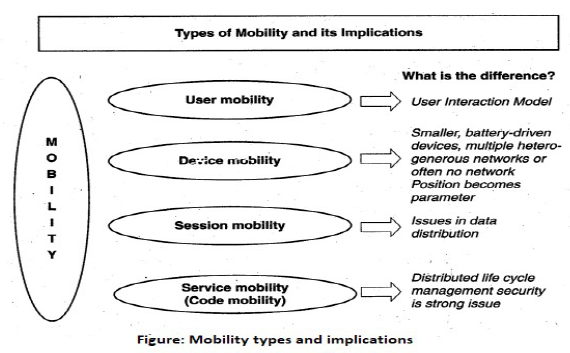 Types of Mobility and its Implications
What is the difference?
MOBILITY
User mobility
User Interaction Model
Device mobility
Smaller, battery-driven
devices, multiple hetero-
generous networks or
often no network
Position becomes
parameter
Session mobility
Issues in data
distribution
Service mobility
(Code mobility)
Distributed life cycle
management security
is strong issue
Figure: Mobility types and implications